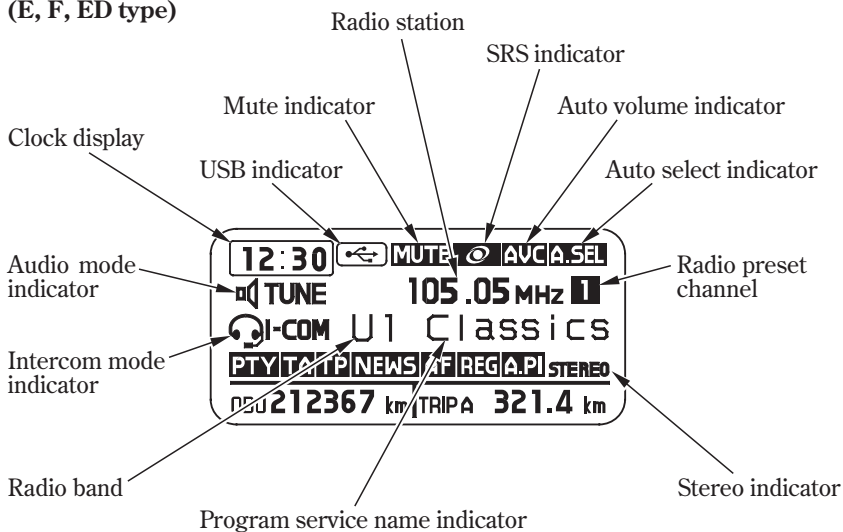 (E, F, ED type)
Radio station
SRS indicator
Mute indicator
Auto volume indicator
Clock display
USB indicator
Auto select indicator
12:30 MUTE AVC A.SEL
Audio mode
indicator
TUNE 105.05 MHz 1
Radio preset
channel
I-COM U1 Classics
Intercom mode
indicator
PTY TA TP NEWS AF REG A.PI STEREO
ODO 212367 km TRIP A 321.4 km
Radio band
Stereo indicator
Program service name indicator